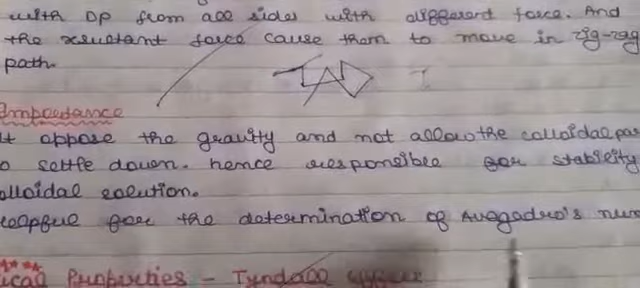 with DP from all sides with different force. And
the resultant force cause them to move in zig-zag
path.
Importance
It oppose the gravity and not allow the colloidal par
o settle down. hence responsible for stability
olloidal solution.
helpful for the determination of Avogadro's num
ical Properties - Tyndall effect